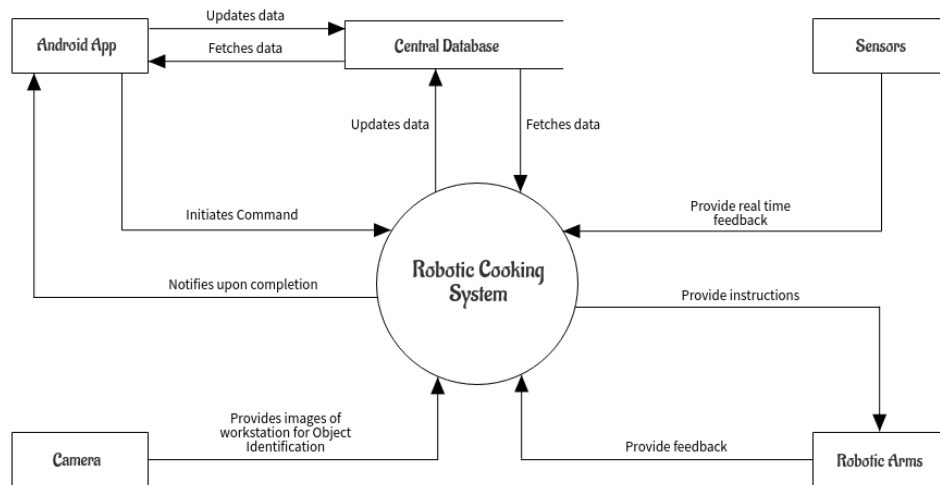 Updates data
Android App
Central Database
Sensors
Fetches data
Updates data
Fetches data
Initiates Command
Provide real time
feedback
Robotic Cooking
System
Notifies upon completion
Provide instructions
Provides images of
workstation for Object
Identification
Camera
Provide feedback
Robotic Arms